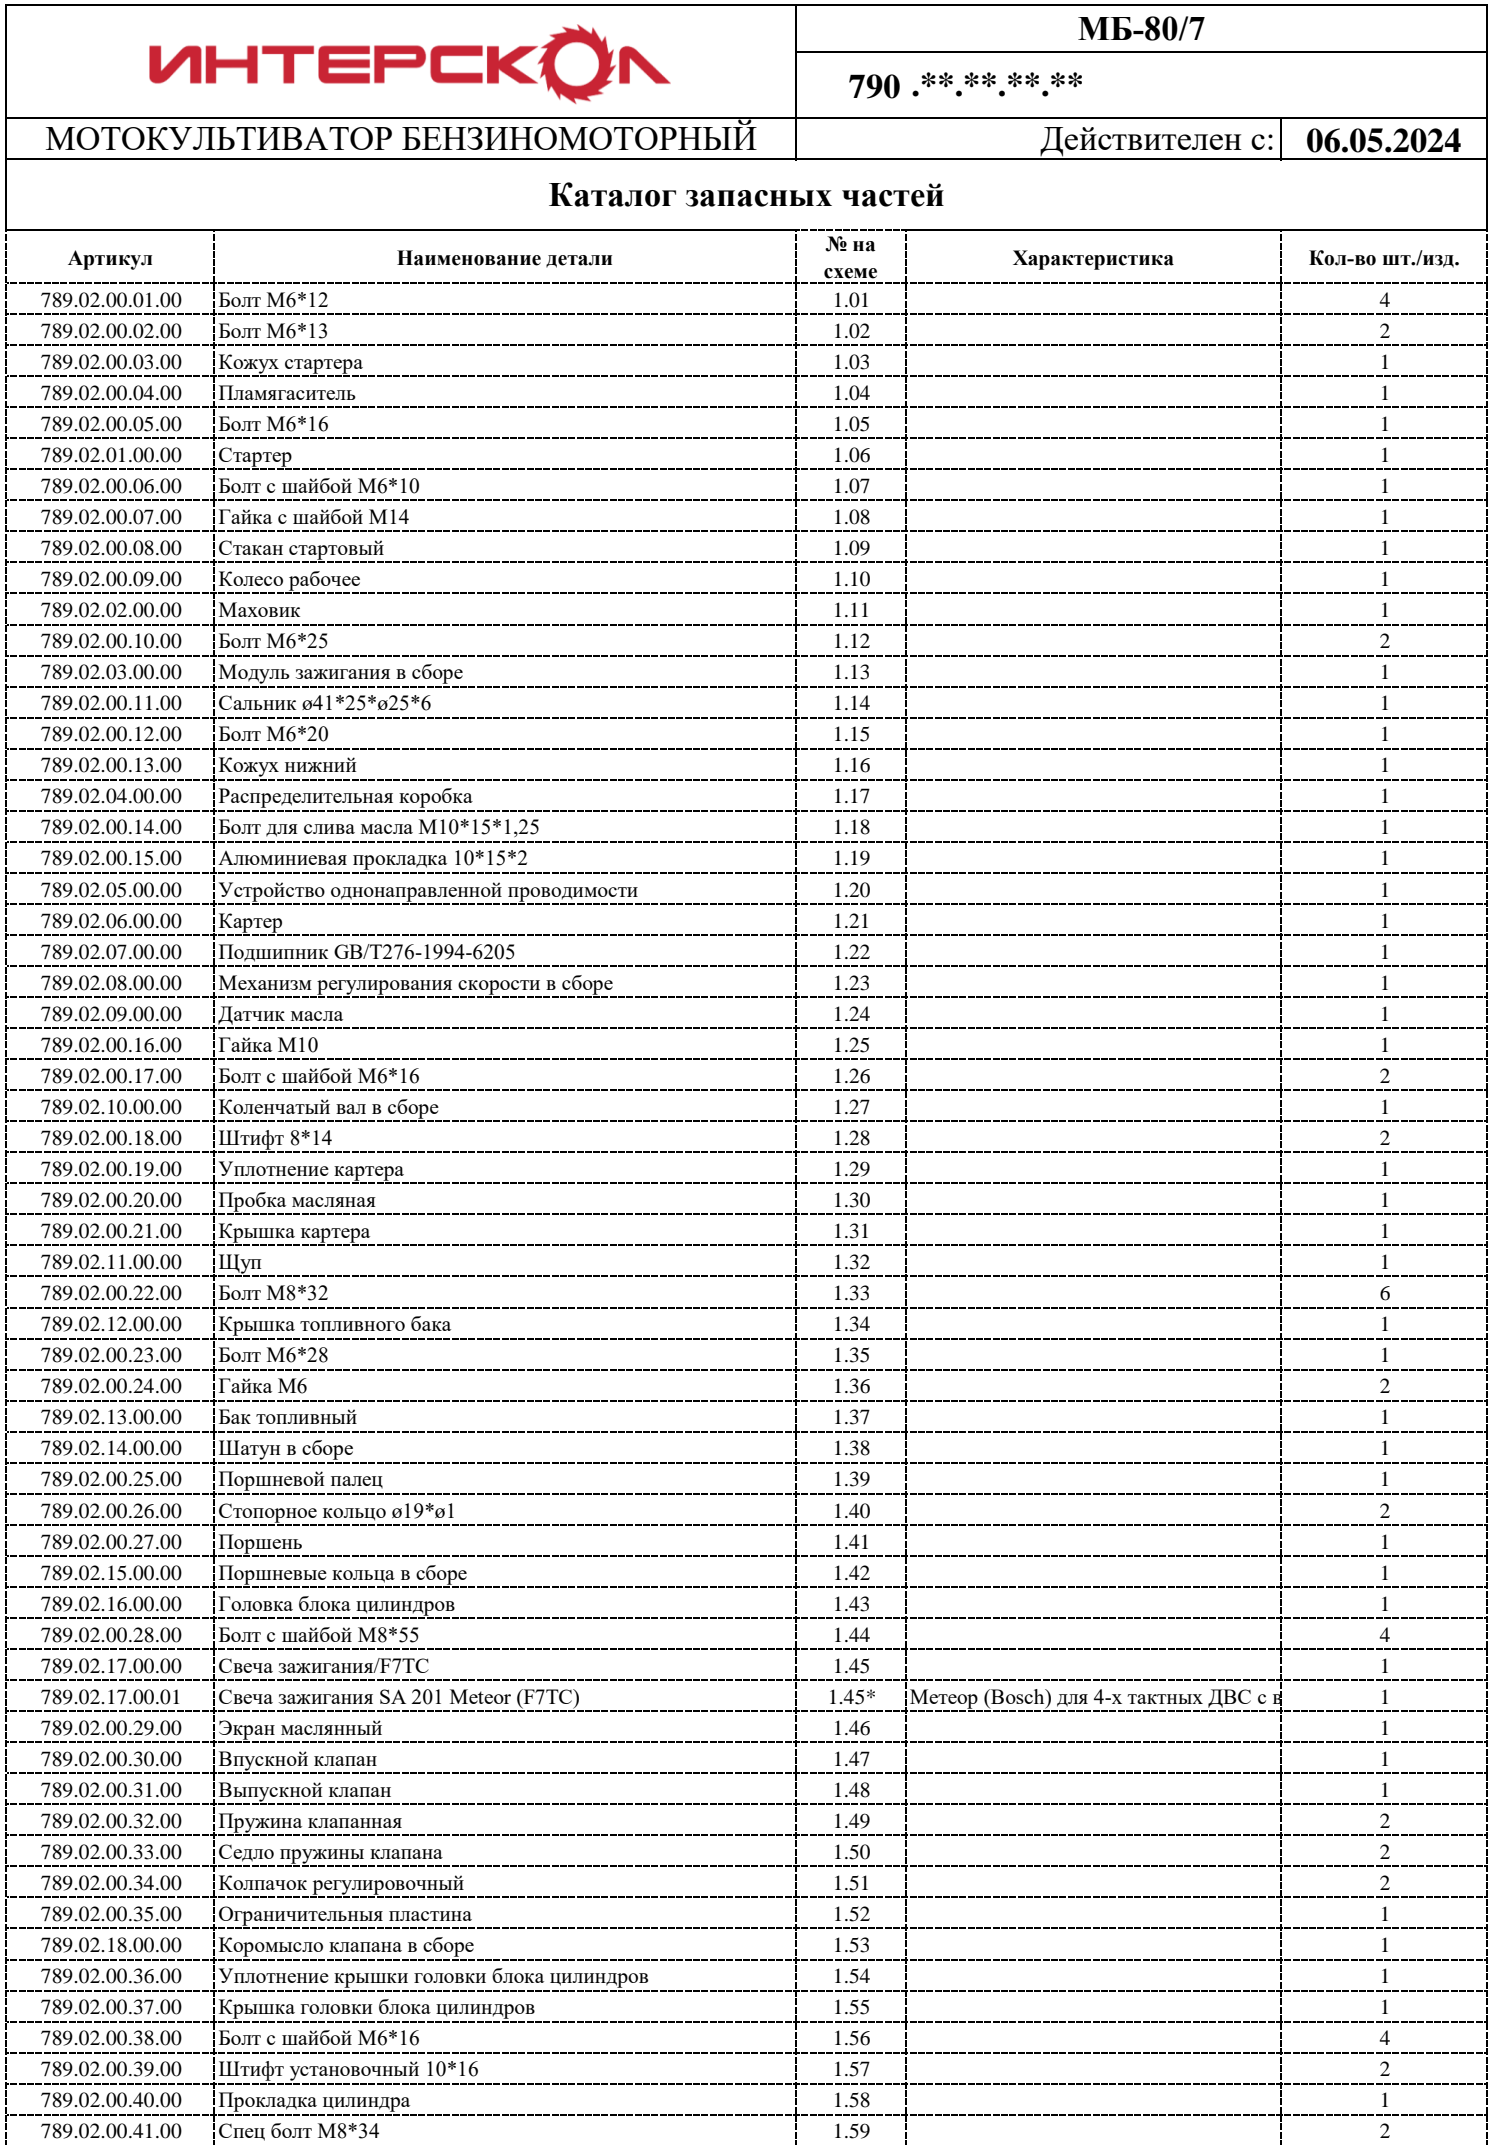 ИНТЕРСКОЛ
МБ-80/7
790 .**.**.**.**
МОТОКУЛЬТИВАТОР БЕНЗИНОМОТОРНЫЙ Действителен с: 06.05.2024
Каталог запасных частей
Артикул Наименование детали № на схеме Характеристика Кол-во шт./изд.
789.02.00.01.00 Болт М6*12 1.01 4
789.02.00.02.00 Болт М6*13 1.02 2
789.02.00.03.00 Кожух стартера 1.03 1
789.02.00.04.00 Пламягаситель 1.04 1
789.02.00.05.00 Болт М6*16 1.05 1
789.02.01.00.00 Стартер 1.06 1
789.02.00.06.00 Болт с шайбой М6*10 1.07 1
789.02.00.07.00 Гайка с шайбой М14 1.08 1
789.02.00.08.00 Стакан стартовый 1.09 1
789.02.00.09.00 Колесо рабочее 1.10 1
789.02.02.00.00 Маховик 1.11 1
789.02.00.10.00 Болт М6*25 1.12 2
789.02.03.00.00 Модуль зажигания в сборе 1.13 1
789.02.00.11.00 Сальник ø41*25*ø25*6 1.14 1
789.02.00.12.00 Болт М6*20 1.15 1
789.02.00.13.00 Кожух нижний 1.16 1
789.02.04.00.00 Распределительная коробка 1.17 1
789.02.00.14.00 Болт для слива масла М10*15*1,25 1.18 1
789.02.00.15.00 Алюминиевая прокладка 10*15*2 1.19 1
789.02.05.00.00 Устройство однонаправленной проводимости 1.20 1
789.02.06.00.00 Картер 1.21 1
789.02.07.00.00 Подшипник GB/T276-1994-6205 1.22 1
789.02.08.00.00 Механизм регулирования скорости в сборе 1.23 1
789.02.09.00.00 Датчик масла 1.24 1
789.02.00.16.00 Гайка М10 1.25 1
789.02.00.17.00 Болт с шайбой М6*16 1.26 2
789.02.10.00.00 Коленчатый вал в сборе 1.27 1
789.02.00.18.00 Штифт 8*14 1.28 2
789.02.00.19.00 Уплотнение картера 1.29 1
789.02.00.20.00 Пробка масляная 1.30 1
789.02.00.21.00 Крышка картера 1.31 1
789.02.11.00.00 Щуп 1.32 1
789.02.00.22.00 Болт М8*32 1.33 6
789.02.12.00.00 Крышка топливного бака 1.34 1
789.02.00.23.00 Болт М6*28 1.35 1
789.02.00.24.00 Гайка М6 1.36 2
789.02.13.00.00 Бак топливный 1.37 1
789.02.14.00.00 Шатун в сборе 1.38 1
789.02.00.25.00 Поршневой палец 1.39 1
789.02.00.26.00 Стопорное кольцо ø19*ø1 1.40 2
789.02.00.27.00 Поршень 1.41 1
789.02.15.00.00 Поршневые кольца в сборе 1.42 1
789.02.16.00.00 Головка блока цилиндров 1.43 1
789.02.00.28.00 Болт с шайбой М8*55 1.44 4
789.02.17.00.00 Свеча зажигания/F7TC 1.45 1
789.02.17.00.01 Свеча зажигания SA 201 Meteor (F7TC) 1.45* Метеор (Bosch) для 4-х тактных ДВС с в 1
789.02.00.29.00 Экран маслянный 1.46 1
789.02.00.30.00 Впускной клапан 1.47 1
789.02.00.31.00 Выпускной клапан 1.48 1
789.02.00.32.00 Пружина клапанная 1.49 2
789.02.00.33.00 Седло пружины клапана 1.50 2
789.02.00.34.00 Колпачок регулировочный 1.51 2
789.02.00.35.00 Ограничительныя пластина 1.52 1
789.02.18.00.00 Коромысло клапана в сборе 1.53 1
789.02.00.36.00 Уплотнение крышки головки блока цилиндров 1.54 1
789.02.00.37.00 Крышка головки блока цилиндров 1.55 1
789.02.00.38.00 Болт с шайбой М6*16 1.56 4
789.02.00.39.00 Штифт установочный 10*16 1.57 2
789.02.00.40.00 Прокладка цилиндра 1.58 1
789.02.00.41.00 Спец болт М8*34 1.59 2